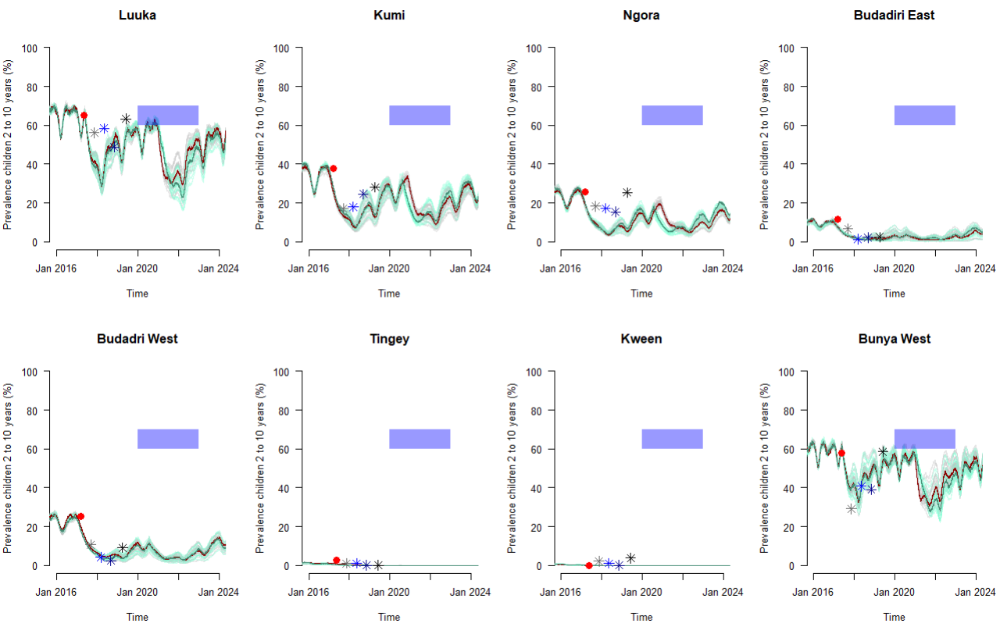 Luuka
Kumi
Ngora
Budadiri East
Prevalence children 2 to 10 years (%)
100
80
60
40
20
0
Jan 2016
Jan 2020
Jan 2024
Time
Prevalence children 2 to 10 years (%)
100
80
60
40
20
0
Jan 2016
Jan 2020
Jan 2024
Time
Prevalence children 2 to 10 years (%)
100
80
60
40
20
0
Jan 2016
Jan 2020
Jan 2024
Time
Prevalence children 2 to 10 years (%)
100
80
60
40
20
0
Jan 2016
Jan 2020
Jan 2024
Time
Budadri West
Tingey
Kween
Bunya West
Prevalence children 2 to 10 years (%)
100
80
60
40
20
0
Jan 2016
Jan 2020
Jan 2024
Time
Prevalence children 2 to 10 years (%)
100
80
60
40
20
0
Jan 2016
Jan 2020
Jan 2024
Time
Prevalence children 2 to 10 years (%)
100
80
60
40
20
0
Jan 2016
Jan 2020
Jan 2024
Time
Prevalence children 2 to 10 years (%)
100
80
60
40
20
0
Jan 2016
Jan 2020
Jan 2024
Time